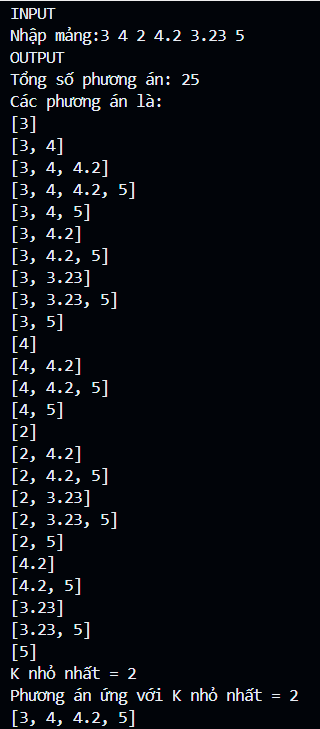 INPUT
Nhập mảng:3 4 2 4.2 3.23 5
OUTPUT
Tổng số phương án: 25
Các phương án là:
[3]
[3, 4]
[3, 4, 4.2]
[3, 4, 4.2, 5]
[3, 4, 5]
[3, 4.2]
[3, 4.2, 5]
[3, 3.23]
[3, 3.23, 5]
[3, 5]
[4]
[4, 4.2]
[4, 4.2, 5]
[4, 5]
[2]
[2, 4.2]
[2, 4.2, 5]
[2, 3.23]
[2, 3.23, 5]
[2, 5]
[4.2]
[4.2, 5]
[3.23]
[3.23, 5]
[5]
K nhỏ nhất = 2
Phương án ứng với K nhỏ nhất = 2
[3, 4, 4.2, 5]